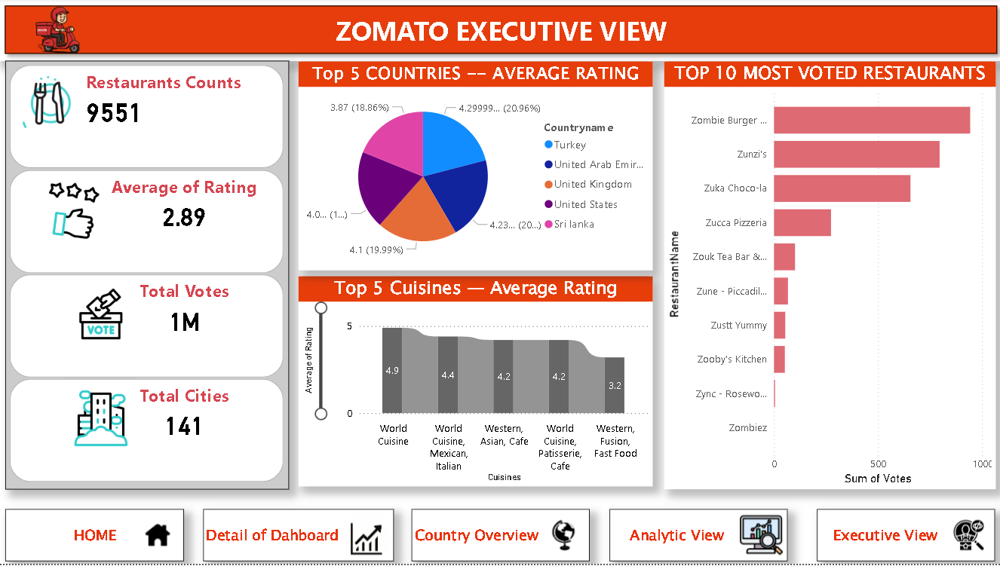 ZOMATO EXECUTIVE VIEW
Restaurants Counts
9551
Average of Rating
2.89
Total Votes
1M
VOTE
Total Cities
141
Top 5 COUNTRIES –– AVERAGE RATING
3.87 (18.86%)
4.29999... (20.96%)
4.0... (1...)
4.23... (20...)
4.1 (19.99%)
Countryname
Turkey
United Arab Emir...
United Kingdom
United States
Sri lanka
Top 5 Cuisines — Average Rating
Average of Rating
5
0
4.9
4.4
4.2
4.2
3.2
World
Cuisine
World
Cuisine,
Mexican,
Italian
Western,
Asian, Cafe
World
Cuisine,
Patisserie,
Cafe
Western,
Fusion,
Fast Food
Cuisines
TOP 10 MOST VOTED RESTAURANTS
RestaurantName
Zombie Burger ...
Zunzi's
Zuka Choco-la
Zucca Pizzeria
Zouk Tea Bar &...
Zune - Piccadil...
Zustt Yummy
Zooby's Kitchen
Zync - Rosewo...
Zombiez
0
500
1000
Sum of Votes
HOME
Detail of Dahboard
Country Overview
Analytic View
Executive View